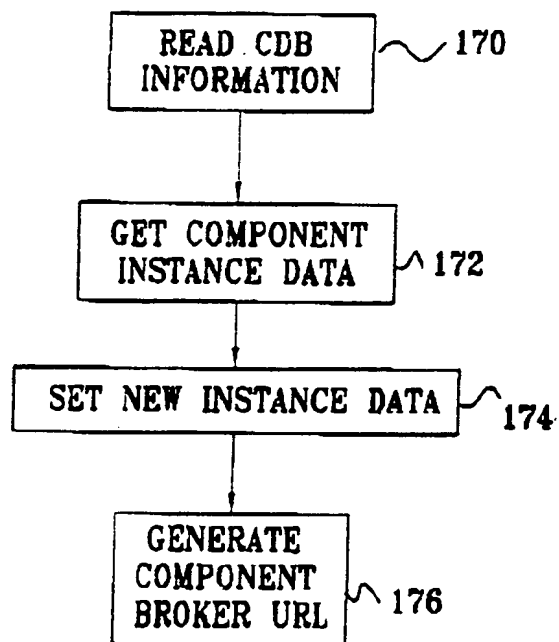 READ CDB
INFORMATION
170
GET COMPONENT
INSTANCE DATA
172
SET NEW INSTANCE DATA
174
GENERATE
COMPONENT
BROKER URL
176